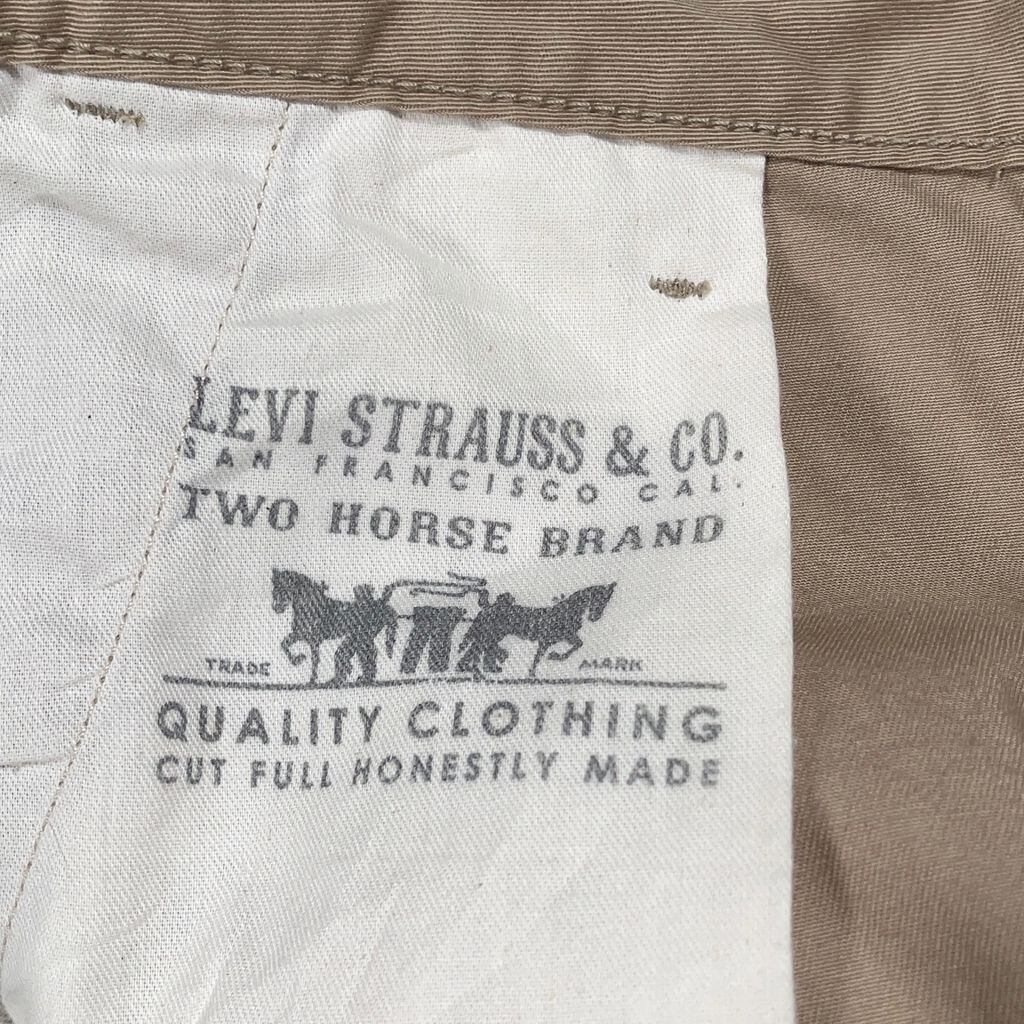 LEVI STRAUSS & CO.
SAN FRANCISCO CAL.
TWO HORSE BRAND
TRADE MARK
QUALITY CLOTHING
CUT FULL HONESTLY MADE